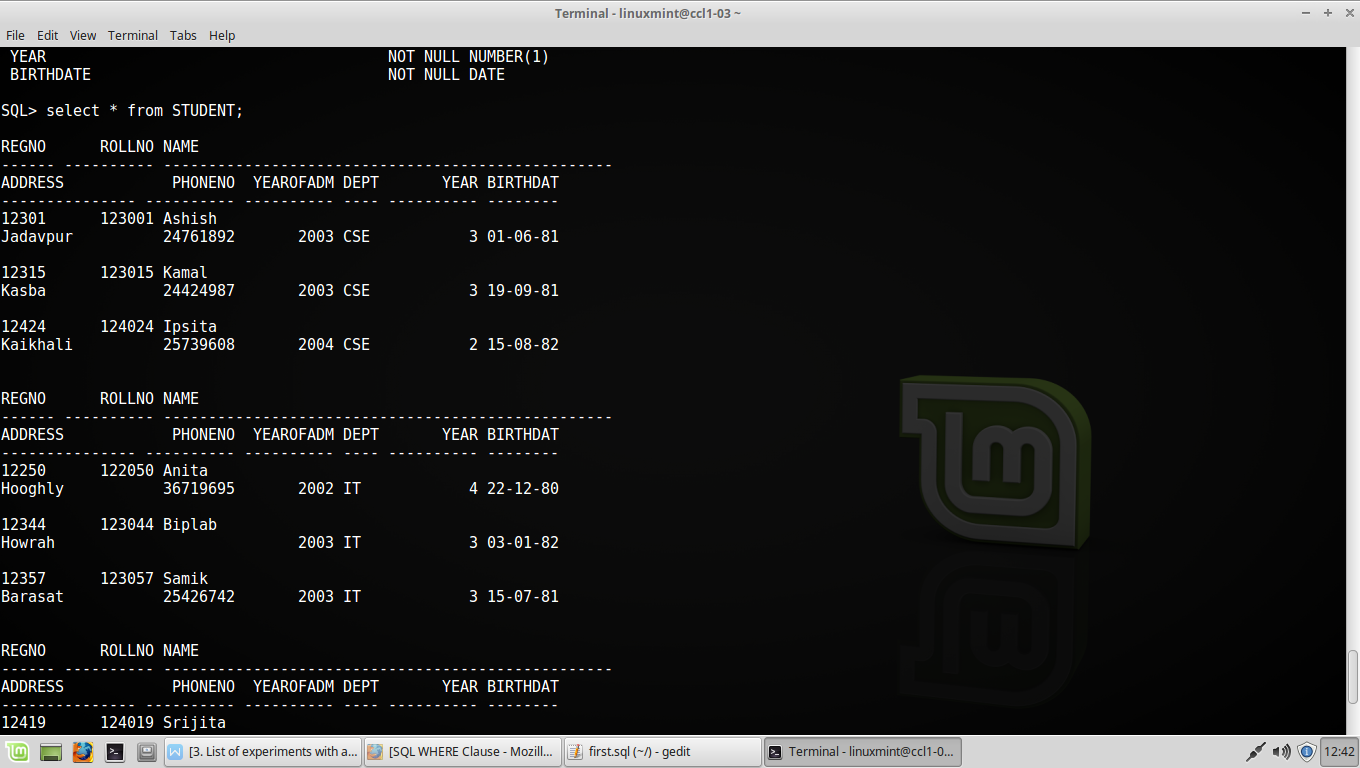 Terminal - linuxmint@ccl1-03 ~
File Edit View Terminal Tabs Help
YEAR NOT NULL NUMBER(1)
BIRTHDATE NOT NULL DATE
SQL> select * from STUDENT;
REGNO ROLLNO NAME
------ ---------- --------------------------------------------------
ADDRESS PHONENO YEAROFADM DEPT YEAR BIRTHDAT
--------------- ---------- ---------- ---- ---------- --------
12301 123001 Ashish
Jadavpur 24761892 2003 CSE 3 01-06-81
12315 123015 Kamal
Kasba 24424987 2003 CSE 3 19-09-81
12424 124024 Ipsita
Kaikhali 25739608 2004 CSE 2 15-08-82
REGNO ROLLNO NAME
------ ---------- --------------------------------------------------
ADDRESS PHONENO YEAROFADM DEPT YEAR BIRTHDAT
--------------- ---------- ---------- ---- ---------- --------
12250 122050 Anita
Hooghly 36719695 2002 IT 4 22-12-80
12344 123044 Biplab
Howrah 2003 IT 3 03-01-82
12357 123057 Samik
Barasat 25426742 2003 IT 3 15-07-81
REGNO ROLLNO NAME
------ ---------- --------------------------------------------------
ADDRESS PHONENO YEAROFADM DEPT YEAR BIRTHDAT
--------------- ---------- ---------- ---- ---------- --------
12419 124019 Srijita
[3. List of experiments with a... [SQL WHERE Clause - Mozill... first.sql (~/) - gedit Terminal - linuxmint@ccl1-0... 12:42